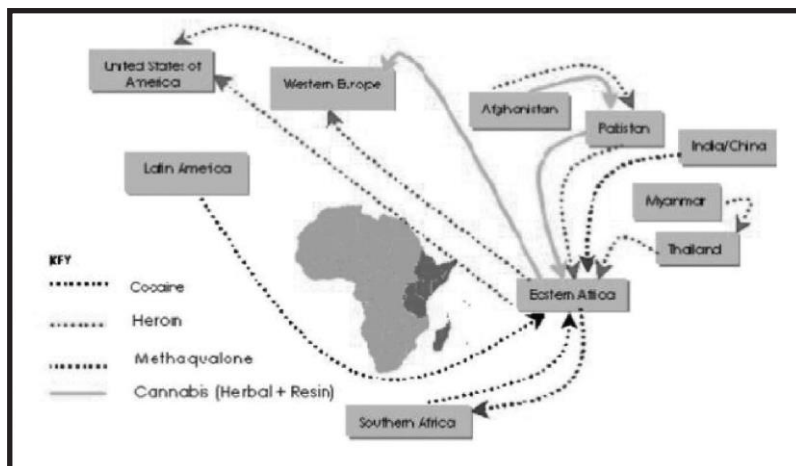 United States of
America
Western Europe
Afghanistan
Pakistan
India/China
Latin America
Myanmar
Thailand
KEY
Cocaine
Heroin
Methaqualone
Cannabis (Herbal + Resin)
Eastern Africa
Southern Africa